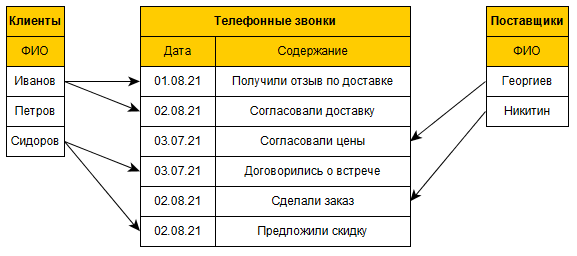 Клиенты
ФИО
Иванов
Петров
Сидоров
Телефонные звонки
Дата Содержание
01.08.21 Получили отзыв по доставке
02.08.21 Согласовали доставку
03.07.21 Согласовали цены
03.07.21 Договорились о встрече
02.08.21 Сделали заказ
02.08.21 Предложили скидку
Поставщики
ФИО
Георгиев
Никитин